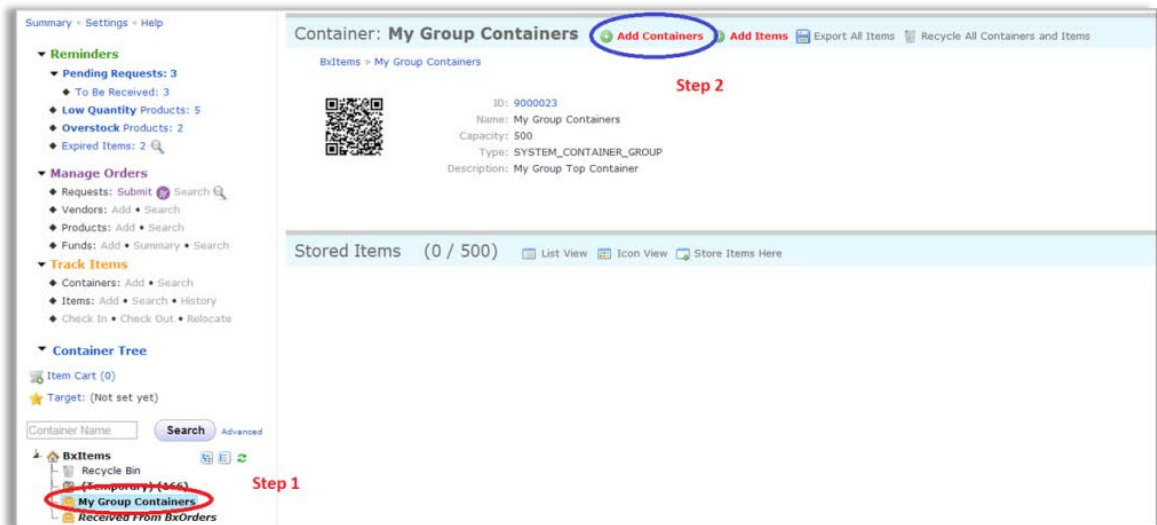 Summary • Settings • Help
Reminders
Pending Requests: 3
To Be Received: 3
Low Quantity Products: 5
Overstock Products: 2
Expired Items: 2
Manage Orders
Requests: Submit Search
Vendors: Add • Search
Products: Add • Search
Funds: Add • Summary • Search
Track Items
Containers: Add • Search
Items: Add • Search • History
Check In • Check Out • Relocate
Container Tree
Item Cart (0)
Target: (Not set yet)
Container Name Search Advanced
BxItems
Recycle Bin
(Temporary) (166)
Step 1
My Group Containers
Received From BxOrders
Container: My Group Containers Add Containers Add Items Export All Items Recycle All Containers and Items
BxItems » My Group Containers
Step 2
ID: 9000023
Name: My Group Containers
Capacity: 500
Type: SYSTEM_CONTAINER_GROUP
Description: My Group Top Container
Stored Items (0 / 500) List View Icon View Store Items Here